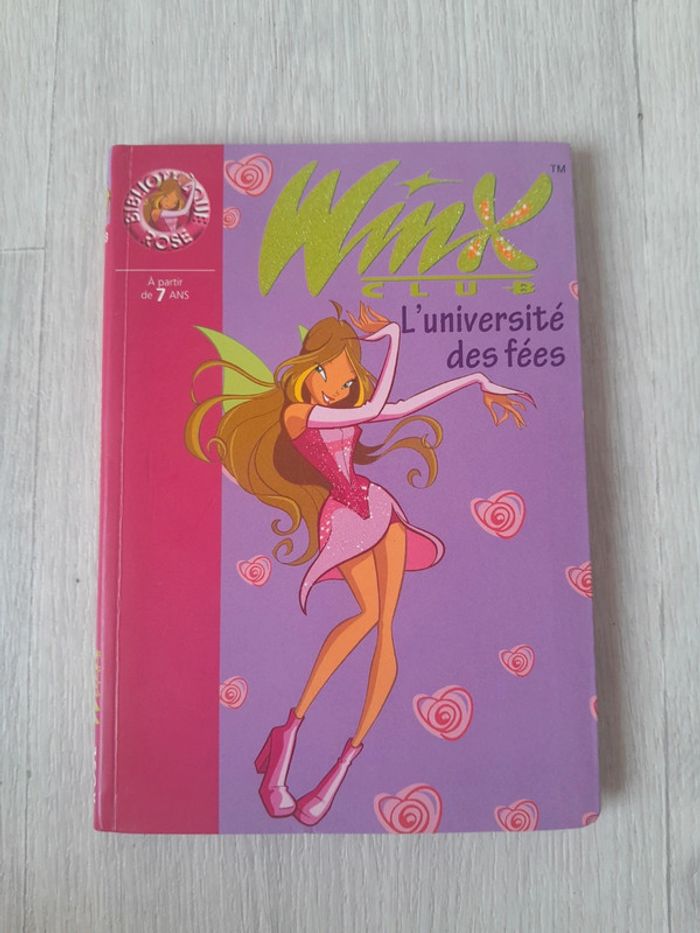 BIBLIOTHÈQUE
ROSE
À partir
de 7 ANS
Winx
TM
CLUB
L'université
des fées